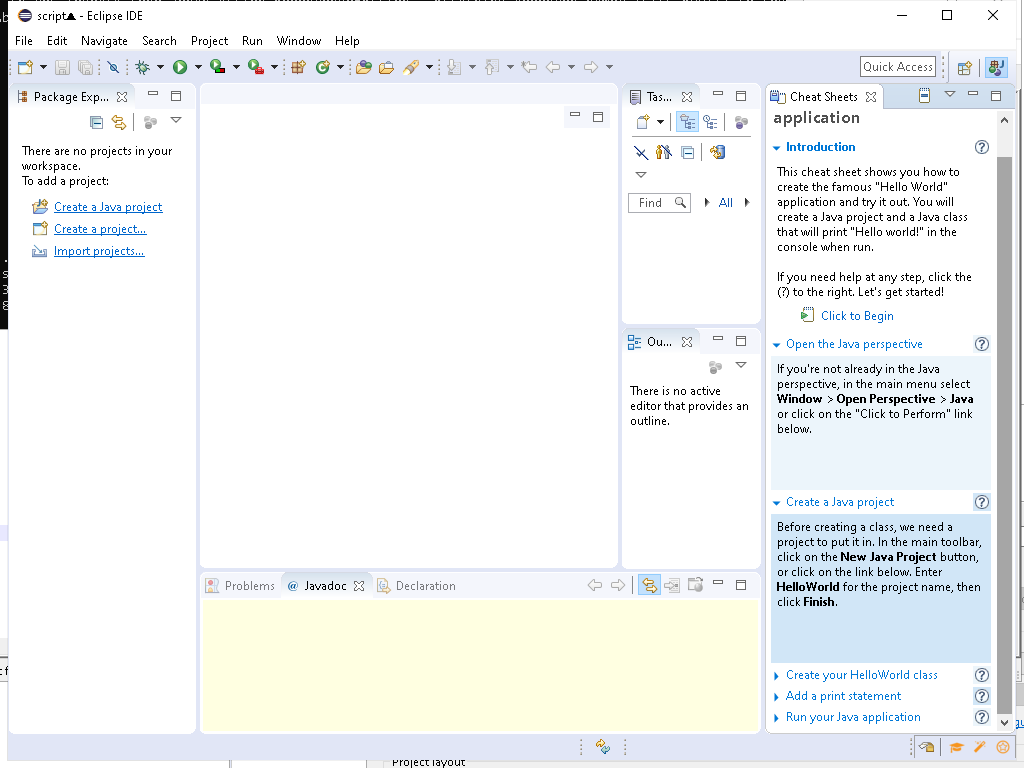 script▲ - Eclipse IDE
File Edit Navigate Search Project Run Window Help
Quick Access
Package Exp...
There are no projects in your
workspace.
To add a project:
Create a Java project
Create a project...
Import projects...
Tas...
Find
All
Ou...
There is no active
editor that provides an
outline.
Problems @ Javadoc Declaration
Cheat Sheets
application
Introduction
This cheat sheet shows you how to
create the famous "Hello World"
application and try it out. You will
create a Java project and a Java class
that will print "Hello world!" in the
console when run.
If you need help at any step, click the
(?) to the right. Let's get started!
Click to Begin
Open the Java perspective
If you're not already in the Java
perspective, in the main menu select
Window > Open Perspective > Java
or click on the "Click to Perform" link
below.
Create a Java project
Before creating a class, we need a
project to put it in. In the main toolbar,
click on the New Java Project button,
or click on the link below. Enter
HelloWorld for the project name, then
click Finish.
Create your HelloWorld class
Add a print statement
Run your Java application
Project layout